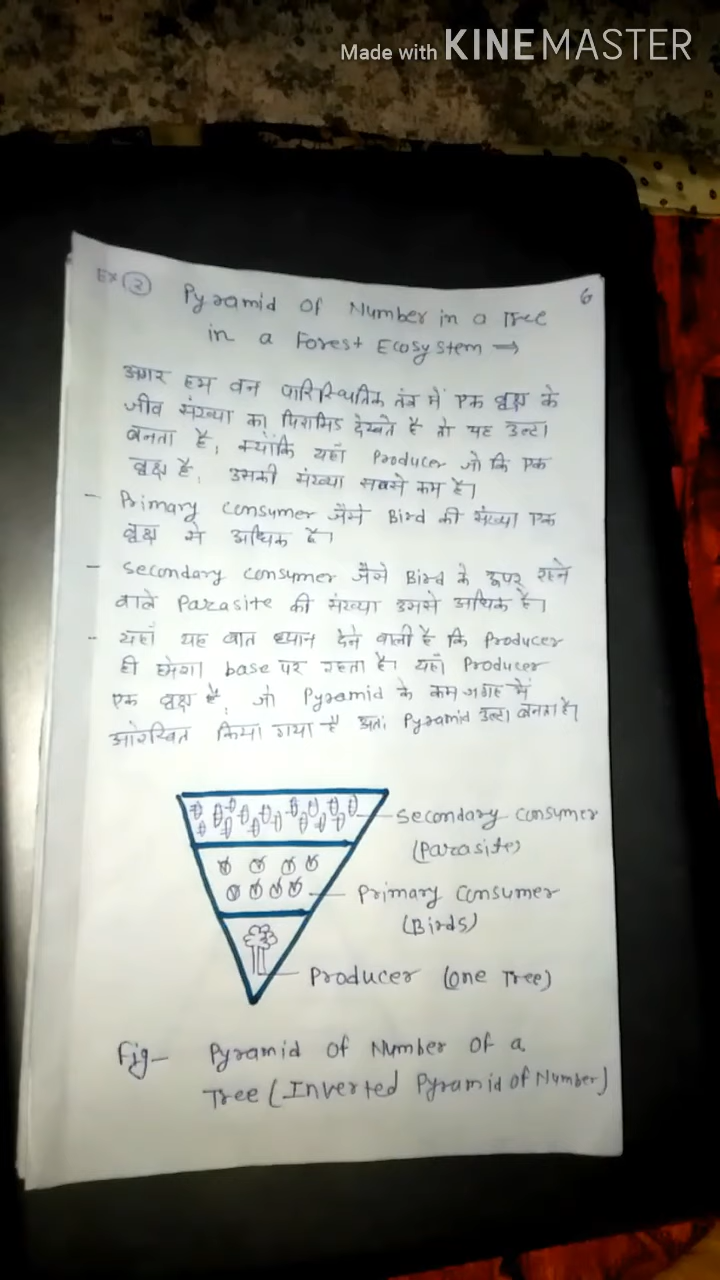 Made with KINEMASTER
Ex ② Pyramid of Number in a Tree 6
in a Forest Ecosystem →
अगर हम वन पारिस्थितिक तंत्र में एक वृक्ष के
जीव संख्या का पिरामिड देखते है तो यह उल्टा
बनता है, क्योंकि यहाँ Producer जो कि एक
वृक्ष है, उसकी संख्या सबसे कम है।
- Primary Consumer जैसे Bird की संख्या एक
वृक्ष से अधिक है।
- Secondary Consumer जैसे Bird के ऊपर रहने
वाले Parasite की संख्या उससे अधिक है।
- यहाँ यह बात ध्यान देने वाली है कि Producer
ही हमेशा base पर रहता है। यहाँ Producer
एक वृक्ष है, जो Pyramid के कम जगह में
आरेखित किया गया है अतः Pyramid उल्टा बनता है।
Secondary Consumer
(Parasite)
Primary Consumer
(Birds)
Producer (One Tree)
Fig- Pyramid of Number of a
Tree (Inverted Pyramid of Number)